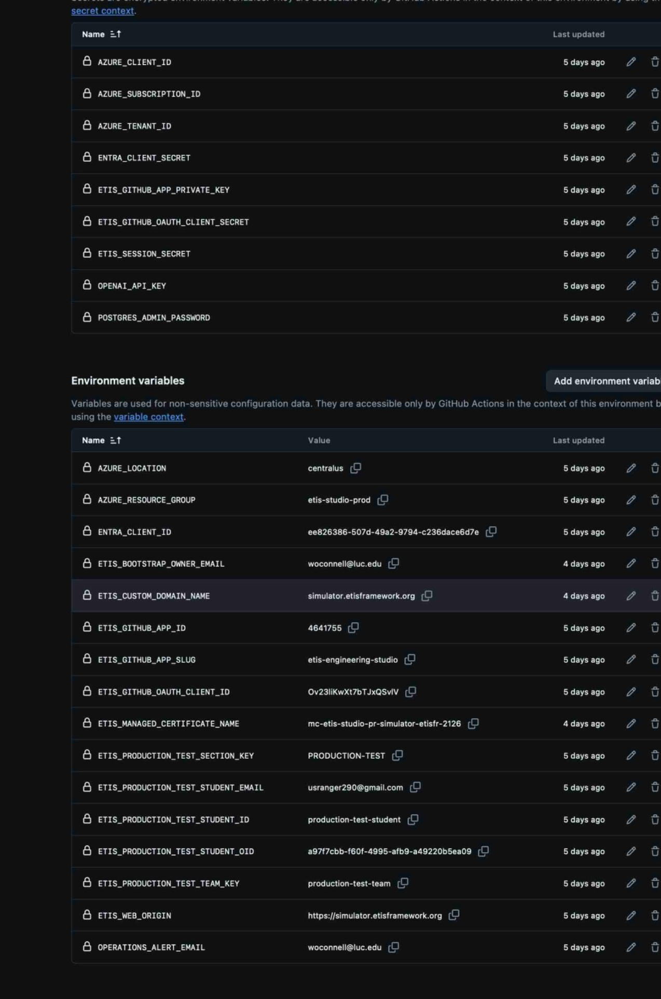 secret context.
Name Last updated
AZURE_CLIENT_ID 5 days ago
AZURE_SUBSCRIPTION_ID 5 days ago
AZURE_TENANT_ID 5 days ago
ENTRA_CLIENT_SECRET 5 days ago
ETIS_GITHUB_APP_PRIVATE_KEY 5 days ago
ETIS_GITHUB_OAUTH_CLIENT_SECRET 5 days ago
ETIS_SESSION_SECRET 5 days ago
OPENAI_API_KEY 5 days ago
POSTGRES_ADMIN_PASSWORD 5 days ago
Environment variables Add environment variab
Variables are used for non-sensitive configuration data. They are accessible only by GitHub Actions in the context of this environment b
using the variable context.
Name Value Last updated
AZURE_LOCATION centralus 5 days ago
AZURE_RESOURCE_GROUP etis-studio-prod 5 days ago
ENTRA_CLIENT_ID ee826386-507d-49a2-9794-c236dace6d7e 5 days ago
ETIS_BOOTSTRAP_OWNER_EMAIL woconnell@luc.edu 4 days ago
ETIS_CUSTOM_DOMAIN_NAME simulator.etisframework.org 4 days ago
ETIS_GITHUB_APP_ID 4641755 5 days ago
ETIS_GITHUB_APP_SLUG etis-engineering-studio 5 days ago
ETIS_GITHUB_OAUTH_CLIENT_ID Ov23liKwXt7bTJxQSvlV 5 days ago
ETIS_MANAGED_CERTIFICATE_NAME mc-etis-studio-pr-simulator-etisfr-2126 4 days ago
ETIS_PRODUCTION_TEST_SECTION_KEY PRODUCTION-TEST 5 days ago
ETIS_PRODUCTION_TEST_STUDENT_EMAIL usranger290@gmail.com 5 days ago
ETIS_PRODUCTION_TEST_STUDENT_ID production-test-student 5 days ago
ETIS_PRODUCTION_TEST_STUDENT_OID a97f7cbb-f60f-4995-afb9-a49220b5ea09 5 days ago
ETIS_PRODUCTION_TEST_TEAM_KEY production-test-team 5 days ago
ETIS_WEB_ORIGIN https://simulator.etisframework.org 5 days ago
OPERATIONS_ALERT_EMAIL woconnell@luc.edu 5 days ago